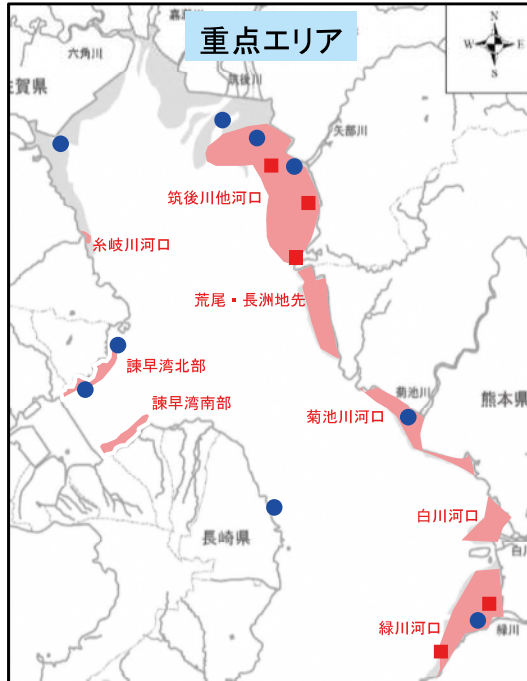 重点エリア
N
W E
S
六角川
筑後川
矢部川
筑後川他河口
糸岐川河口
荒尾・長洲地先
諫早湾北部
諫早湾南部
菊池川
菊池川河口
熊本県
白川河口
長崎県
緑川河口
緑川